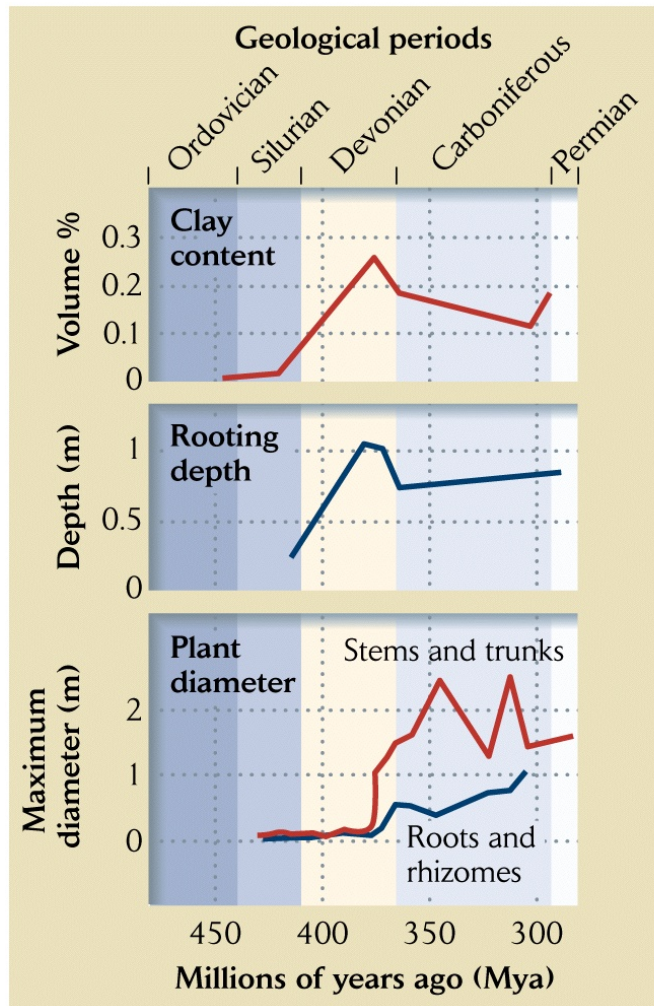 Geological periods
Ordovician
Silurian
Devonian
Carboniferous
Permian
Volume %
0.3
0.2
0.1
0
Clay
content
Depth (m)
1
0.5
0
Rooting
depth
Maximum
diameter (m)
2
1
0
Plant
diameter
Stems and trunks
Roots and
rhizomes
450 400 350 300
Millions of years ago (Mya)